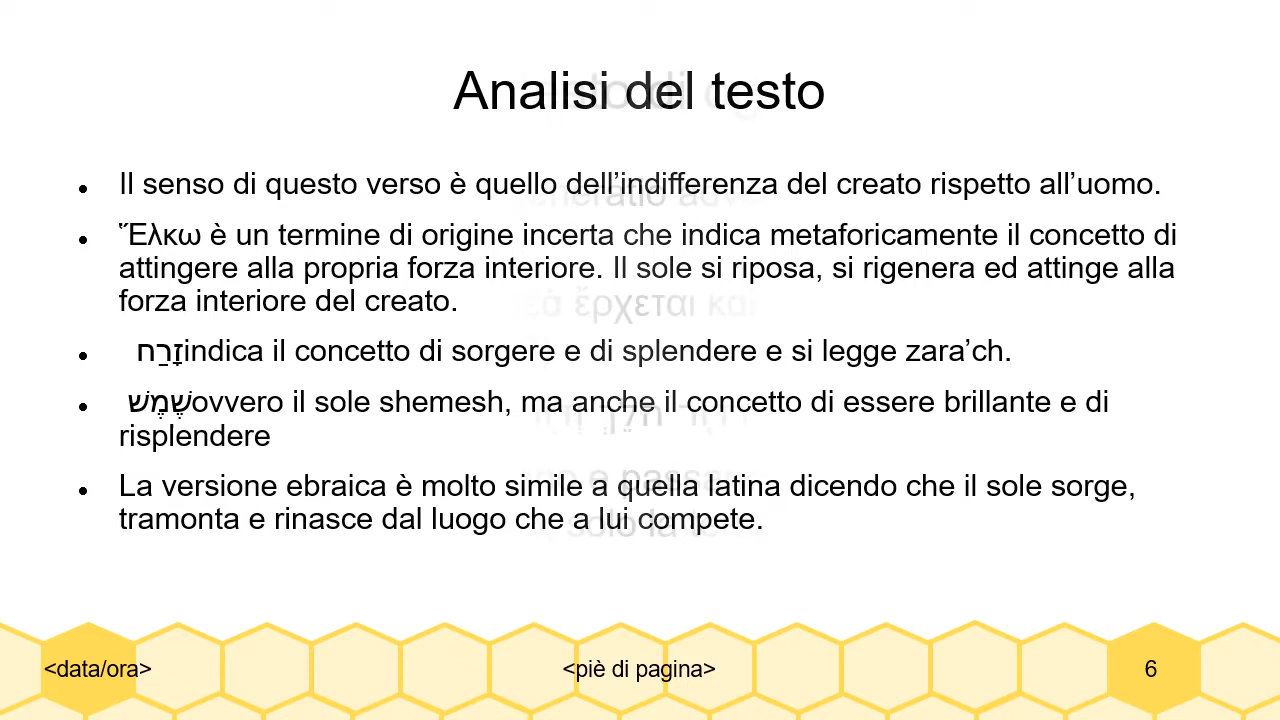 Analisi del testo
Il senso di questo verso è quello dell’indifferenza del creato rispetto all’uomo.
Ἕλκω è un termine di origine incerta che indica metaforicamente il concetto di
attingere alla propria forza interiore. Il sole si riposa, si rigenera ed attinge alla
forza interiore del creato.
זָרַח indica il concetto di sorgere e di splendere e si legge zara’ch.
שֶׁמֶשׁ ovvero il sole shemesh, ma anche il concetto di essere brillante e di
risplendere
La versione ebraica è molto simile a quella latina dicendo che il sole sorge,
tramonta e rinasce dal luogo che a lui compete.
<data/ora>
<piè di pagina>
6